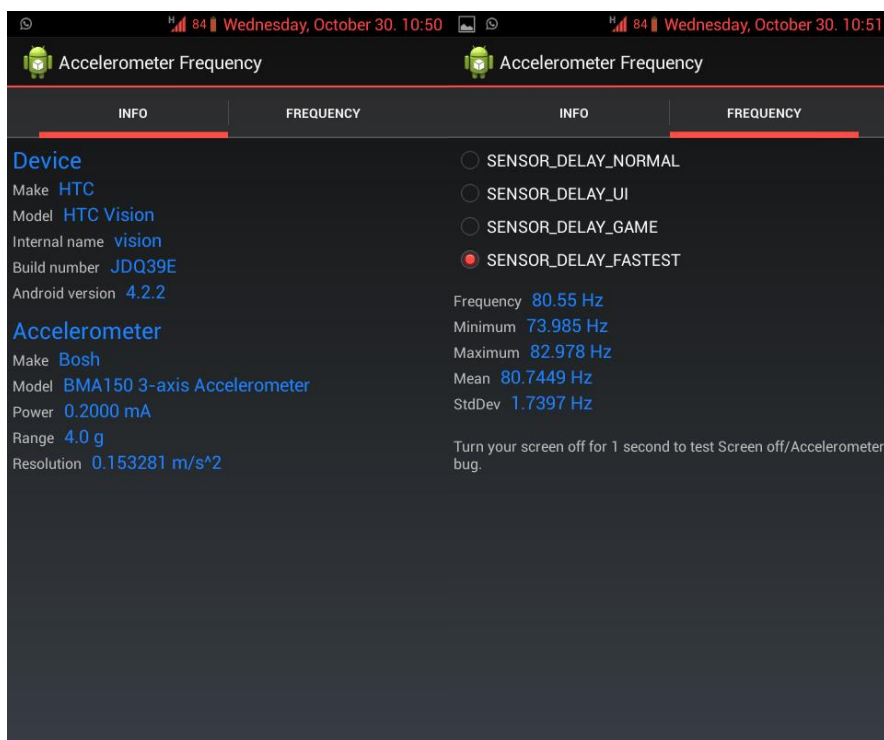 H 84 Wednesday, October 30. 10:50
Accelerometer Frequency
INFO FREQUENCY
Device
Make HTC
Model HTC Vision
Internal name vision
Build number JDQ39E
Android version 4.2.2
Accelerometer
Make Bosh
Model BMA150 3-axis Accelerometer
Power 0.2000 mA
Range 4.0 g
Resolution 0.153281 m/s^2
H 84 Wednesday, October 30. 10:51
Accelerometer Frequency
INFO FREQUENCY
SENSOR_DELAY_NORMAL
SENSOR_DELAY_UI
SENSOR_DELAY_GAME
SENSOR_DELAY_FASTEST
Frequency 80.55 Hz
Minimum 73.985 Hz
Maximum 82.978 Hz
Mean 80.7449 Hz
StdDev 1.7397 Hz
Turn your screen off for 1 second to test Screen off/Accelerometer
bug.